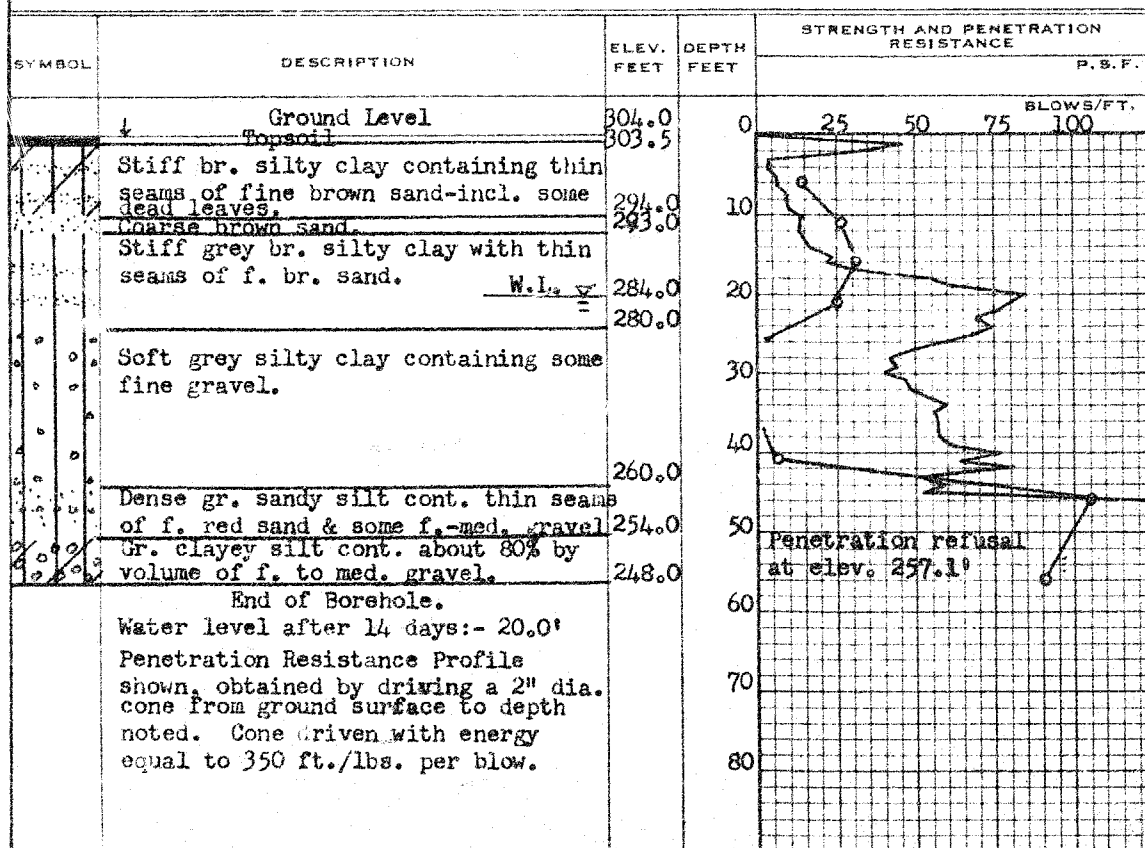 STRENGTH AND PENETRATION
RESISTANCE
SYMBOL
DESCRIPTION
ELEV.
FEET
DEPTH
FEET
P.S.F.
BLOWS/FT.
Ground Level
304.0
0
25
50
75
100
Topsoil
303.5
Stiff br. silty clay containing thin
seams of fine brown sand-incl. some
dead leaves.
294.0
10
Coarse brown sand.
293.0
Stiff grey br. silty clay with thin
seams of f. br. sand.
W.L.
284.0
20
280.0
Soft grey silty clay containing some
fine gravel.
30
40
260.0
Dense gr. sandy silt cont. thin seams
of f. red sand & some f.-med. gravel
254.0
50
Gr. clayey silt cont. about 80% by
volume of f. to med. gravel.
248.0
Penetration refusal
at elev. 257.1'
End of Borehole.
60
Water level after 14 days:- 20.0'
Penetration Resistance Profile
shown, obtained by driving a 2" dia.
cone from ground surface to depth
noted. Cone driven with energy
equal to 350 ft./lbs. per blow.
70
80